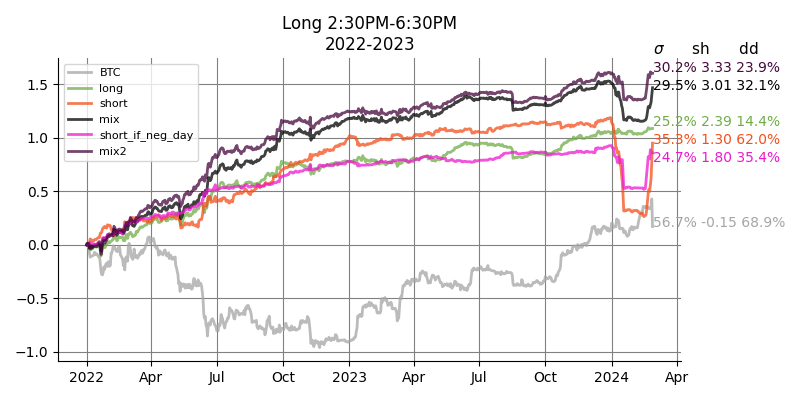 Long 2:30PM-6:30PM
2022-2023
σ sh dd
30.2% 3.33 23.9%
29.5% 3.01 32.1%
25.2% 2.39 14.4%
35.3% 1.30 62.0%
24.7% 1.80 35.4%
56.7% -0.15 68.9%
BTC
long
short
mix
short_if_neg_day
mix2
1.5
1.0
0.5
0.0
−0.5
−1.0
2022 Apr Jul Oct 2023 Apr Jul Oct 2024 Apr